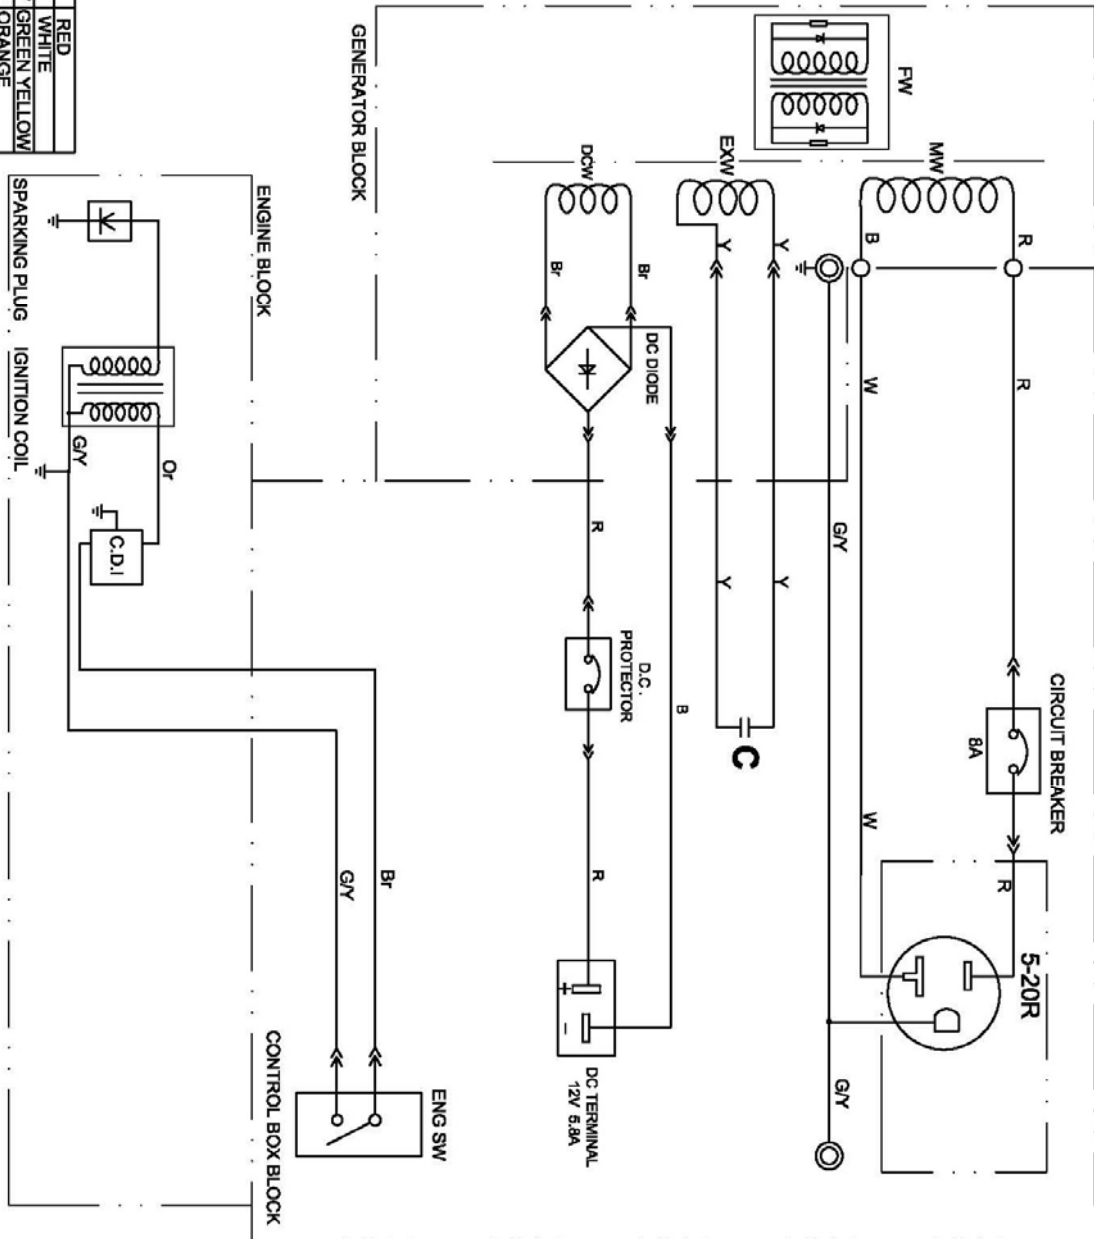 RED
WHITE
GREEN YELLOW
GENERATOR BLOCK
FW
MW
EXW
DCW
R
B
Y
Y
Br
Br
ENGINE BLOCK
DC DIODE
W
R
SPARKING PLUG
IGNITION COIL
G/Y
Or
C.D.I
R
Y
Y
G/Y
D.C.
PROTECTOR
B
C
CIRCUIT BREAKER
8A
W
R
R
G/Y
Br
5-20R
+
-
DC TERMINAL
12V 5.8A
G/Y
ENG SW
CONTROL BOX BLOCK